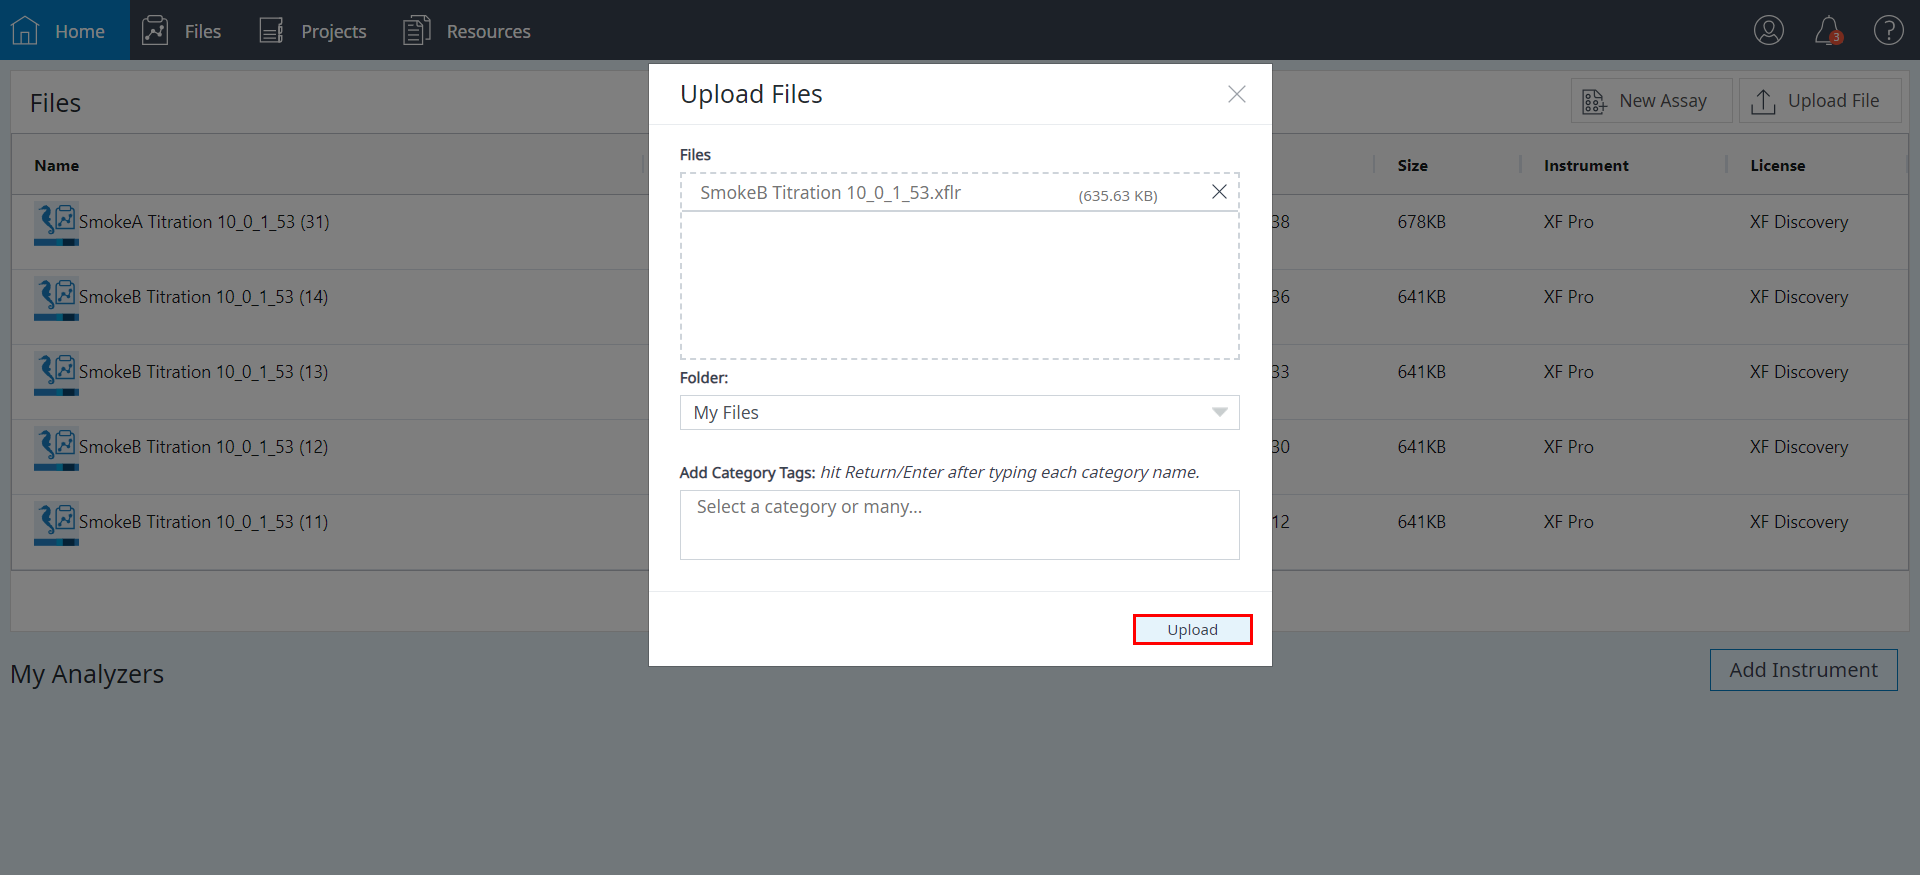 Home Files Projects Resources 3 ?
Files New Assay Upload File
Name Size Instrument License
SmokeA Titration 10_0_1_53 (31) 38 678KB XF Pro XF Discovery
SmokeB Titration 10_0_1_53 (14) 36 641KB XF Pro XF Discovery
SmokeB Titration 10_0_1_53 (13) 33 641KB XF Pro XF Discovery
SmokeB Titration 10_0_1_53 (12) 30 641KB XF Pro XF Discovery
SmokeB Titration 10_0_1_53 (11) 12 641KB XF Pro XF Discovery
My Analyzers Add Instrument
Upload Files
Files
SmokeB Titration 10_0_1_53.xflr (635.63 KB)
Folder:
My Files
Add Category Tags: hit Return/Enter after typing each category name.
Select a category or many...
Upload